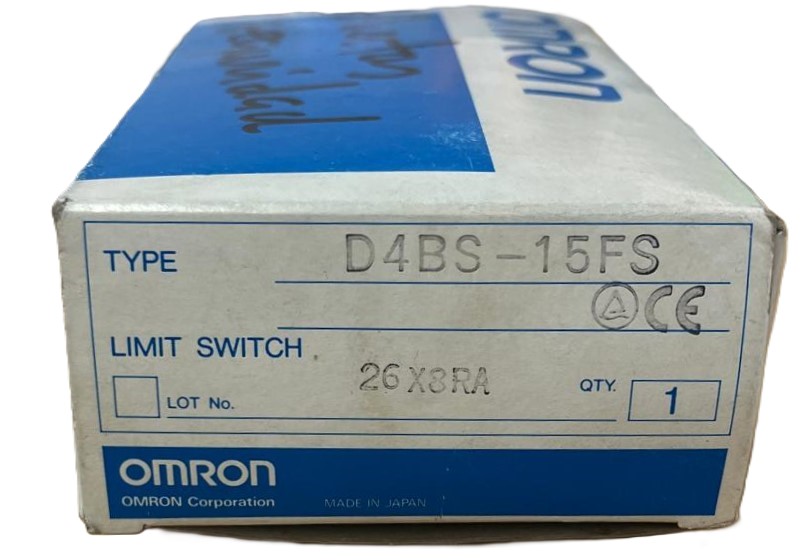 OMRON
TYPE D4BS-15FS
CE
LIMIT SWITCH
26X8RA
LOT No. QTY. 1
OMRON
OMRON Corporation MADE IN JAPAN